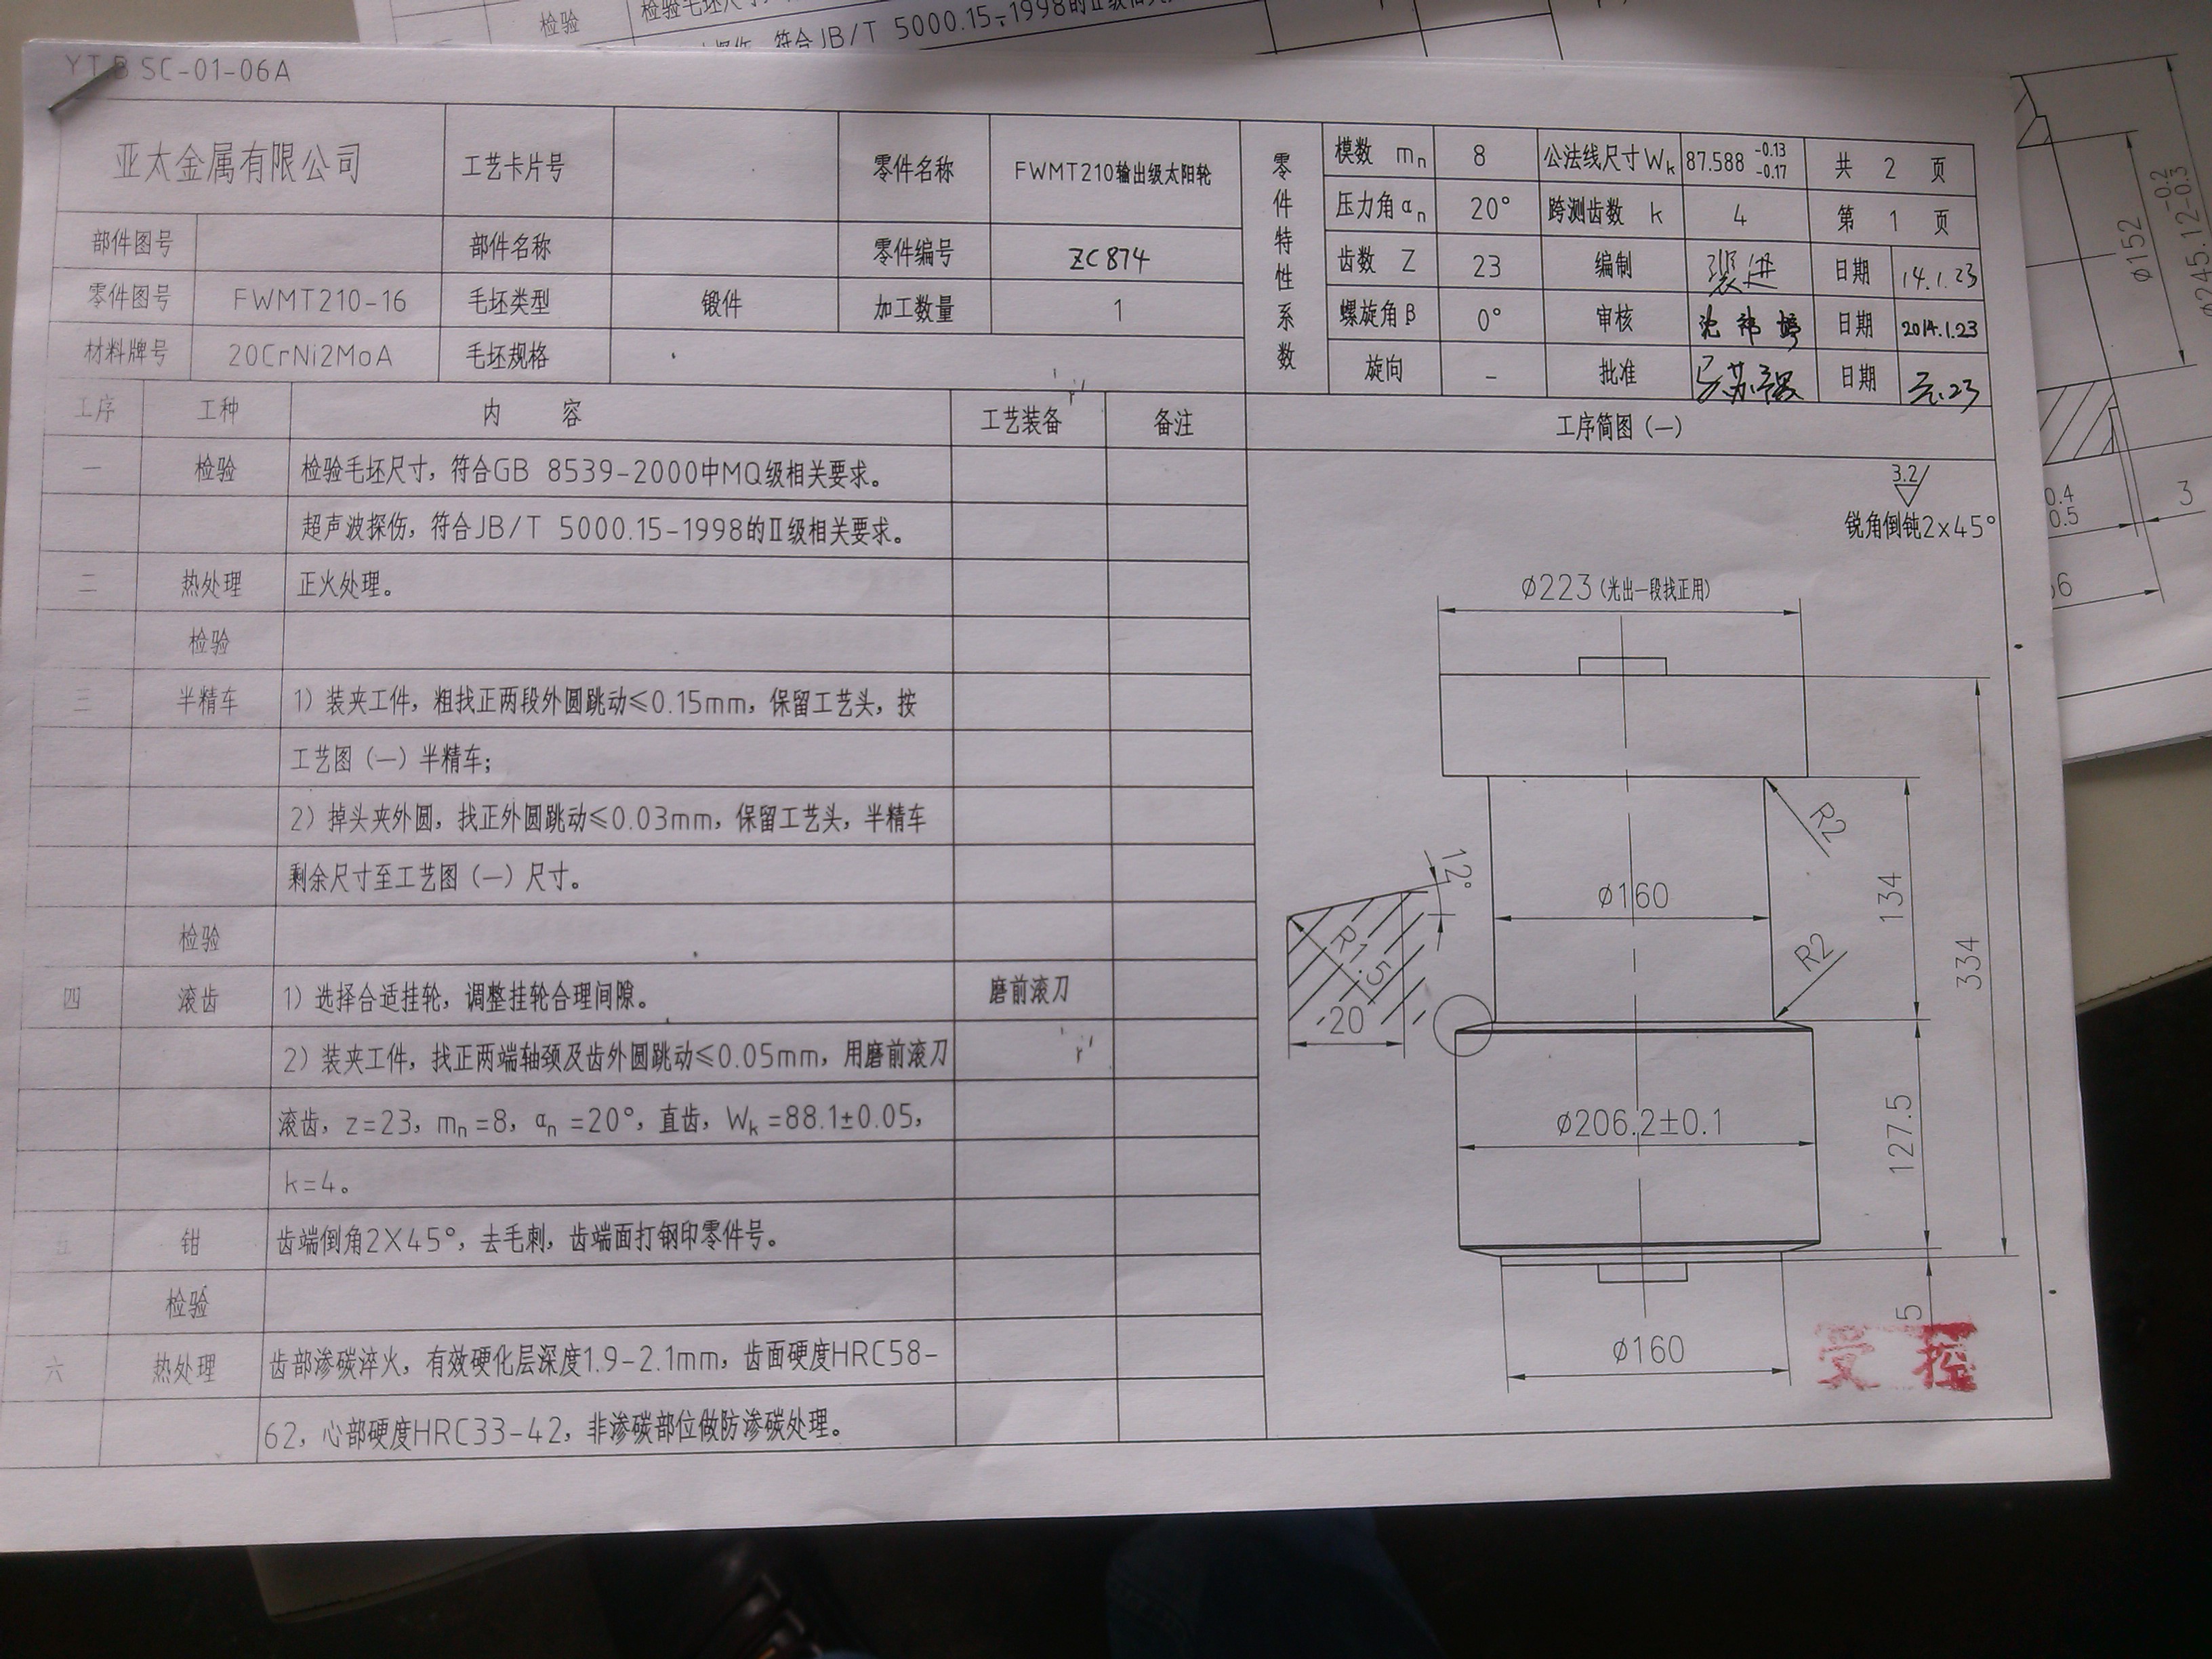 检验
检验毛坯尺寸,
探伤, 符合JB/T 5000.15-1998的Ⅱ级相关
YTB SC-01-06A
亚太金属有限公司 工艺卡片号 零件名称 FWMT210输出级太阳轮
部件图号 部件名称 零件编号 ZC874
零件图号 FWMT210-16 毛坯类型 锻件 加工数量 1
材料牌号 20CrNi2MoA 毛坯规格
零件特性系数
模数 mn 8 公法线尺寸Wk 87.588 -0.13 -0.17 共 2 页
压力角αn 20° 跨测齿数 k 4 第 1 页
齿数 Z 23 编制 日期 14.1.23
螺旋角β 0° 审核 日期 2014.1.23
旋向 - 批准 日期
工序 工种 内 容 工艺装备 备注 工序简图(一)
一 检验 检验毛坯尺寸, 符合GB 8539-2000中MQ级相关要求。
超声波探伤, 符合JB/T 5000.15-1998的Ⅱ级相关要求。
二 热处理 正火处理。
检验
三 半精车 1) 装夹工件, 粗找正两段外圆跳动≤0.15mm, 保留工艺头, 按
工艺图(一)半精车;
2) 掉头夹外圆, 找正外圆跳动≤0.03mm, 保留工艺头, 半精车
剩余尺寸至工艺图(一)尺寸。
检验
四 滚齿 1) 选择合适挂轮, 调整挂轮合理间隙。 磨前滚刀
2) 装夹工件, 找正两端轴颈及齿外圆跳动≤0.05mm, 用磨前滚刀
滚齿, z=23, mn=8, αn=20°, 直齿, Wk=88.1±0.05,
k=4。
五 钳 齿端倒角2X45°, 去毛刺, 齿端面打钢印零件号。
检验
六 热处理 齿部渗碳淬火, 有效硬化层深度1.9-2.1mm, 齿面硬度HRC58-
62, 心部硬度HRC33-42, 非渗碳部位做防渗碳处理。
3.2
锐角倒钝2x45°
ø223(光出一段找正用)
R2
12°
ø160
134
R1.5
R2
334
20
ø206.2±0.1
127.5
5
ø160
受控
ø152
ø245.12 -0.2 -0.3
0.4
0.5
3